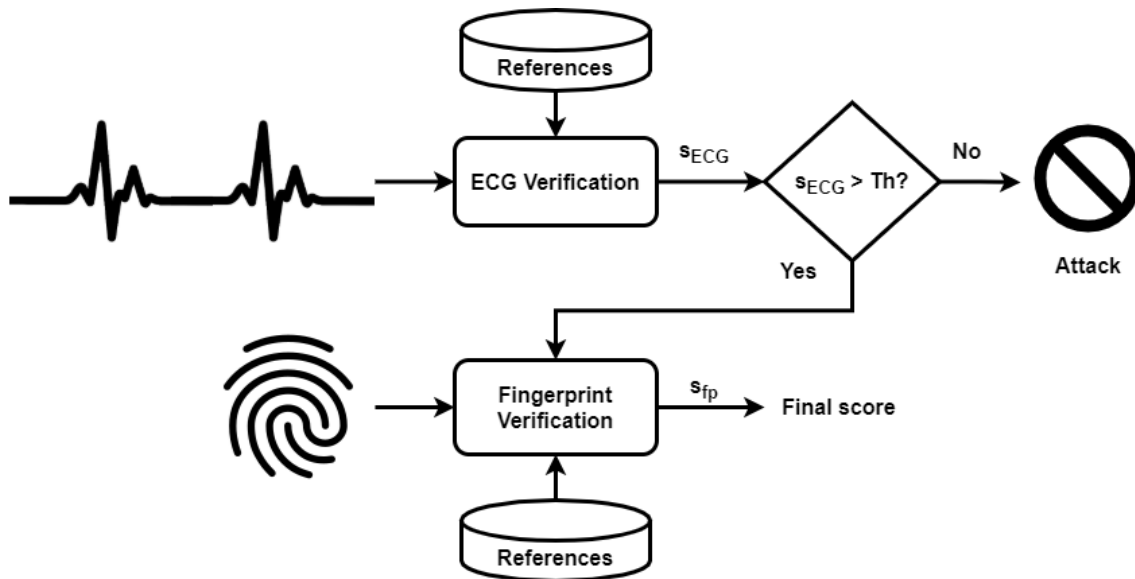 References
ECG Verification
sECG
sECG > Th?
No
Attack
Yes
Fingerprint
Verification
sfp
Final score
References